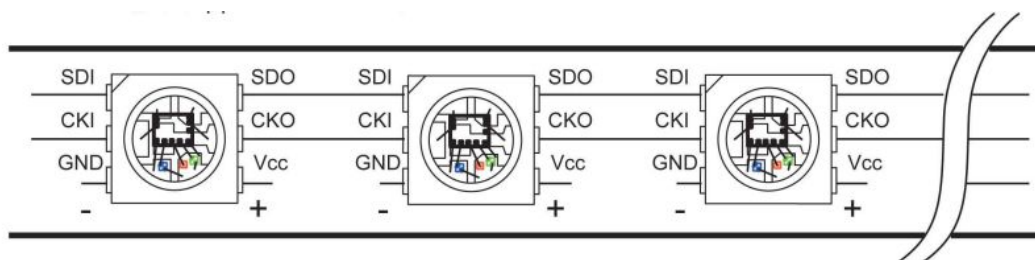 SDI SDO SDI SDO SDI SDO
CKI CKO CKI CKO CKI CKO
GND Vcc GND Vcc GND Vcc
- + - + - +